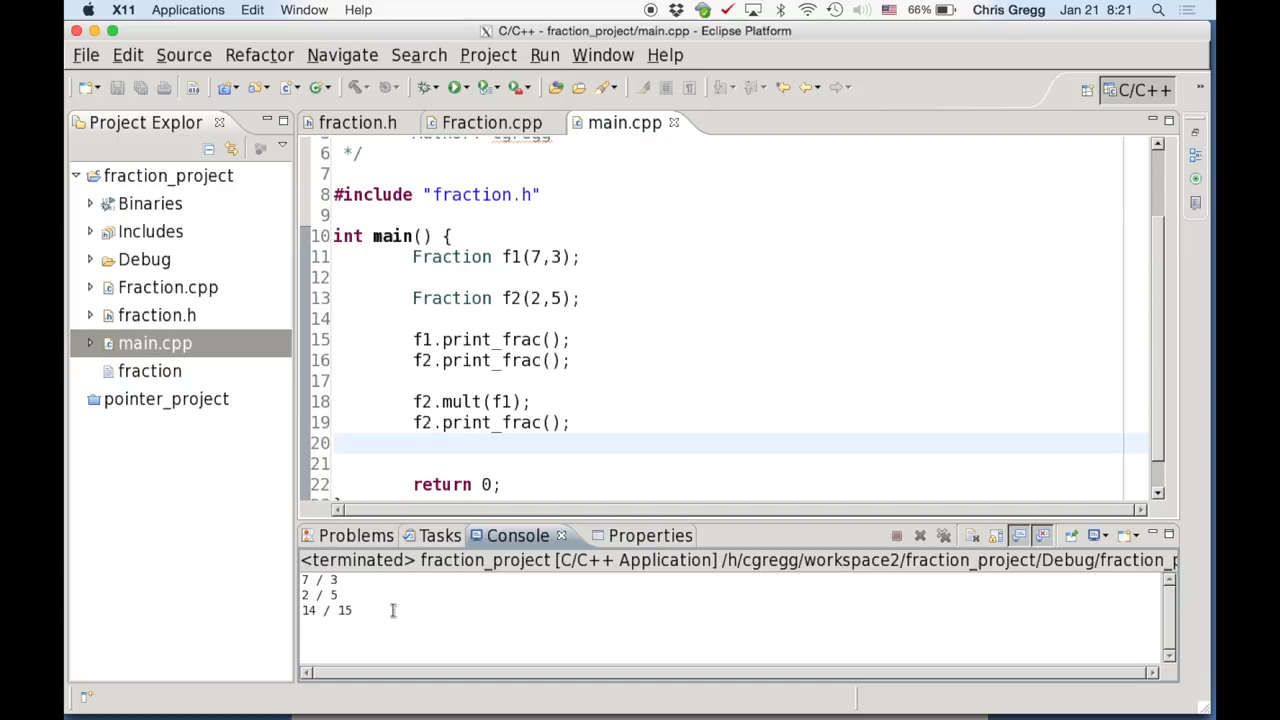 X11 Applications Edit Window Help 66% Chris Gregg Jan 21 8:21
C/C++ - fraction_project/main.cpp - Eclipse Platform
File Edit Source Refactor Navigate Search Project Run Window Help
C/C++
Project Explor
fraction_project
Binaries
Includes
Debug
Fraction.cpp
fraction.h
main.cpp
fraction
pointer_project
fraction.h Fraction.cpp main.cpp
6 */
7
8 #include "fraction.h"
9
10 int main() {
11 Fraction f1(7,3);
12
13 Fraction f2(2,5);
14
15 f1.print_frac();
16 f2.print_frac();
17
18 f2.mult(f1);
19 f2.print_frac();
20
21
22 return 0;
Problems Tasks Console Properties
<terminated> fraction_project [C/C++ Application] /h/cgregg/workspace2/fraction_project/Debug/fraction_p
7 / 3
2 / 5
14 / 15